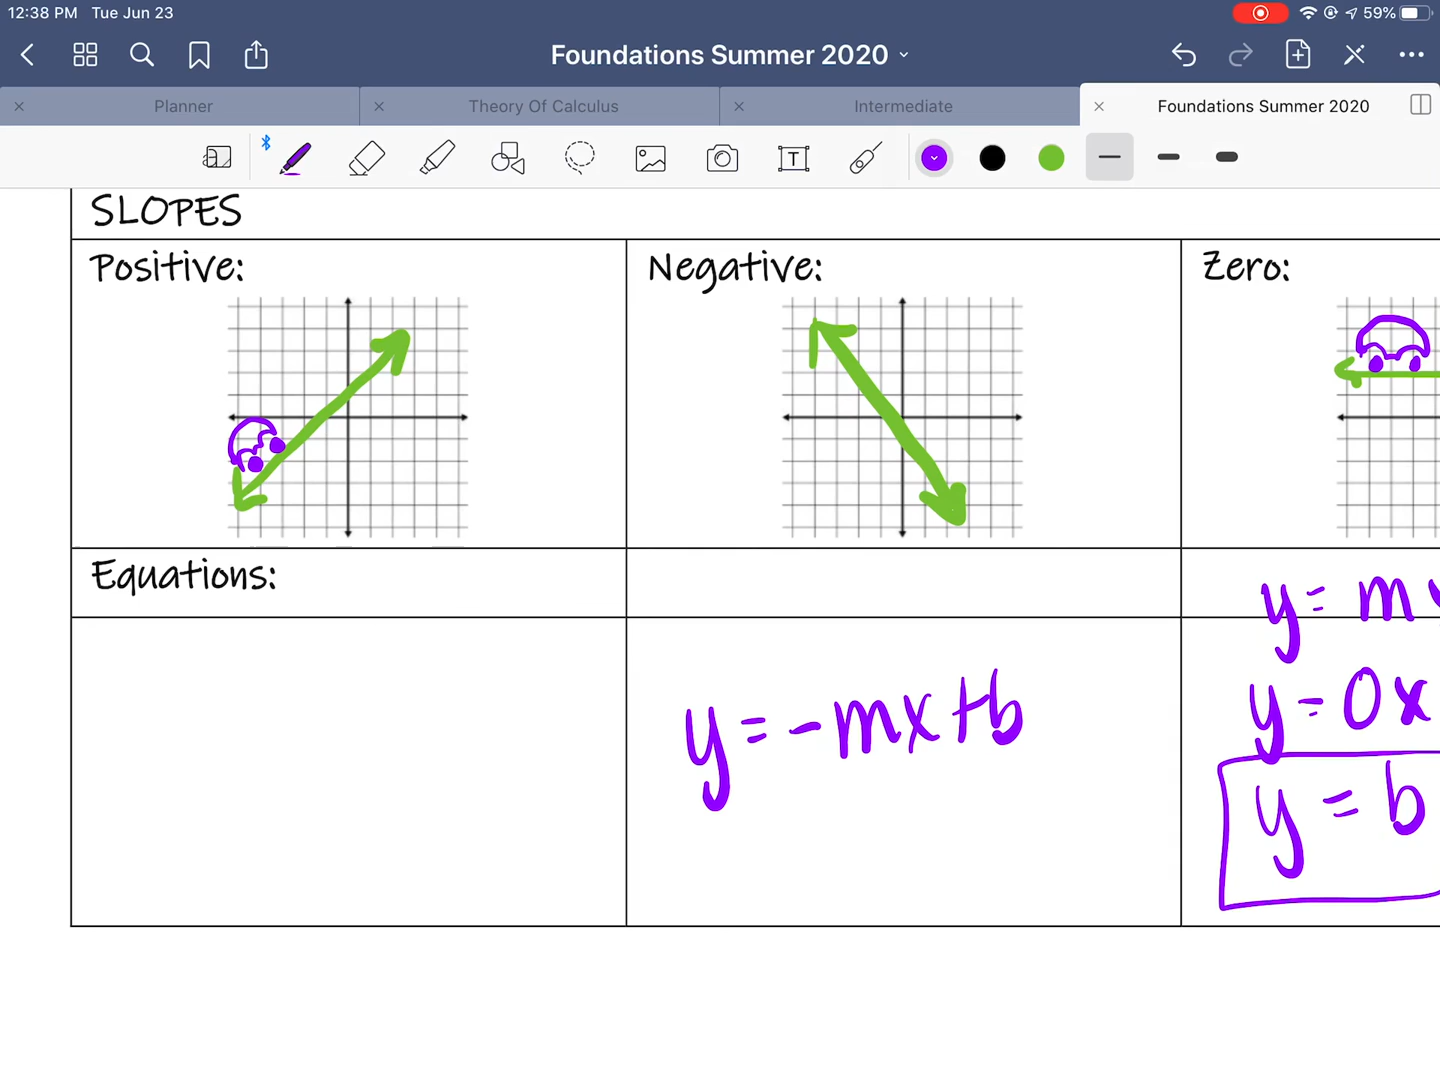 12:38 PM Tue Jun 23
59%
Foundations Summer 2020
Planner
Theory Of Calculus
Intermediate
Foundations Summer 2020
T
SLOPES
Positive:
Negative:
Zero:
Equations:
y = -mx+b
y = m
y = 0x
y = b